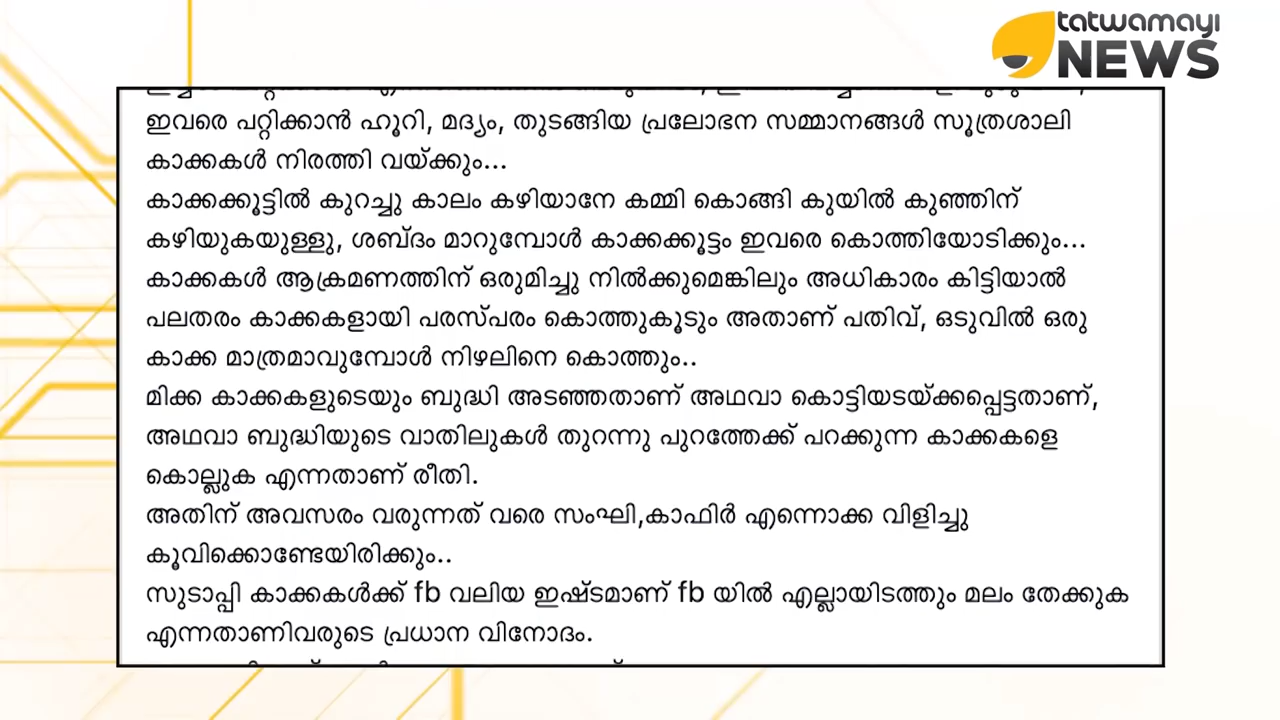 tatwamayi
NEWS
ഇവരെ പറ്റിക്കാൻ ഹൂറി, മദ്യം, തുടങ്ങിയ പ്രലോഭന സമ്മാനങ്ങൾ സൂത്രശാലി
കാക്കകൾ നിരത്തി വയ്ക്കും...
കാക്കക്കൂട്ടിൽ കുറച്ചു കാലം കഴിയാനേ കമ്മി കൊങ്ങി കുയിൽ കുഞ്ഞിന്
കഴിയുകയുള്ളു, ശബ്ദം മാറുമ്പോൾ കാക്കക്കൂട്ടം ഇവരെ കൊത്തിയോടിക്കും...
കാക്കകൾ ആക്രമണത്തിന് ഒരുമിച്ചു നിൽക്കുമെങ്കിലും അധികാരം കിട്ടിയാൽ
പലതരം കാക്കകളായി പരസ്പരം കൊത്തുകൂടും അതാണ് പതിവ്, ഒടുവിൽ ഒരു
കാക്ക മാത്രമാവുമ്പോൾ നിഴലിനെ കൊത്തും..
മിക്ക കാക്കകളുടെയും ബുദ്ധി അടഞ്ഞതാണ് അഥവാ കൊട്ടിയടയ്ക്കപ്പെട്ടതാണ്,
അഥവാ ബുദ്ധിയുടെ വാതിലുകൾ തുറന്നു പുറത്തേക്ക് പറക്കുന്ന കാക്കകളെ
കൊല്ലുക എന്നതാണ് രീതി.
അതിന് അവസരം വരുന്നത് വരെ സംഘി,കാഫിർ എന്നൊക്ക വിളിച്ചു
കൂവിക്കൊണ്ടേയിരിക്കും..
സുടാപ്പി കാക്കകൾക്ക് fb വലിയ ഇഷ്ടമാണ് fb യിൽ എല്ലായിടത്തും മലം തേക്കുക
എന്നതാണിവരുടെ പ്രധാന വിനോദം.